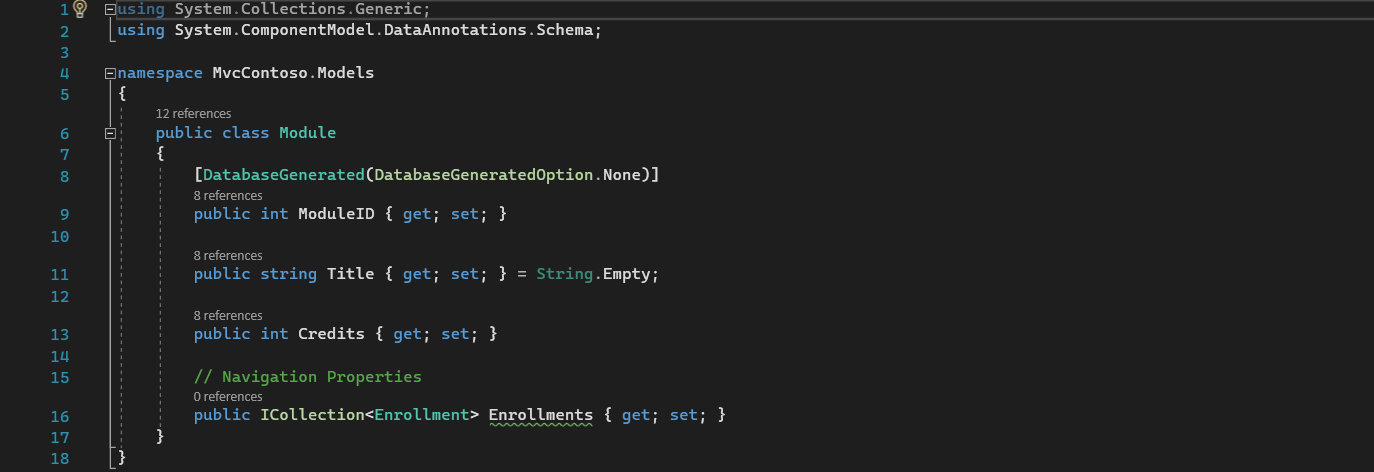 1 using System.Collections.Generic;
2 using System.ComponentModel.DataAnnotations.Schema;
3
4 namespace MvcContoso.Models
5 {
12 references
6 public class Module
7 {
8 [DatabaseGenerated(DatabaseGeneratedOption.None)]
8 references
9 public int ModuleID { get; set; }
10
8 references
11 public string Title { get; set; } = String.Empty;
12
8 references
13 public int Credits { get; set; }
14
15 // Navigation Properties
0 references
16 public ICollection<Enrollment> Enrollments { get; set; }
17 }
18 }